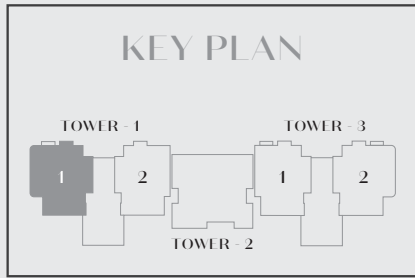 KEY PLAN
TOWER - 1
TOWER - 3
1
2
1
2
TOWER - 2